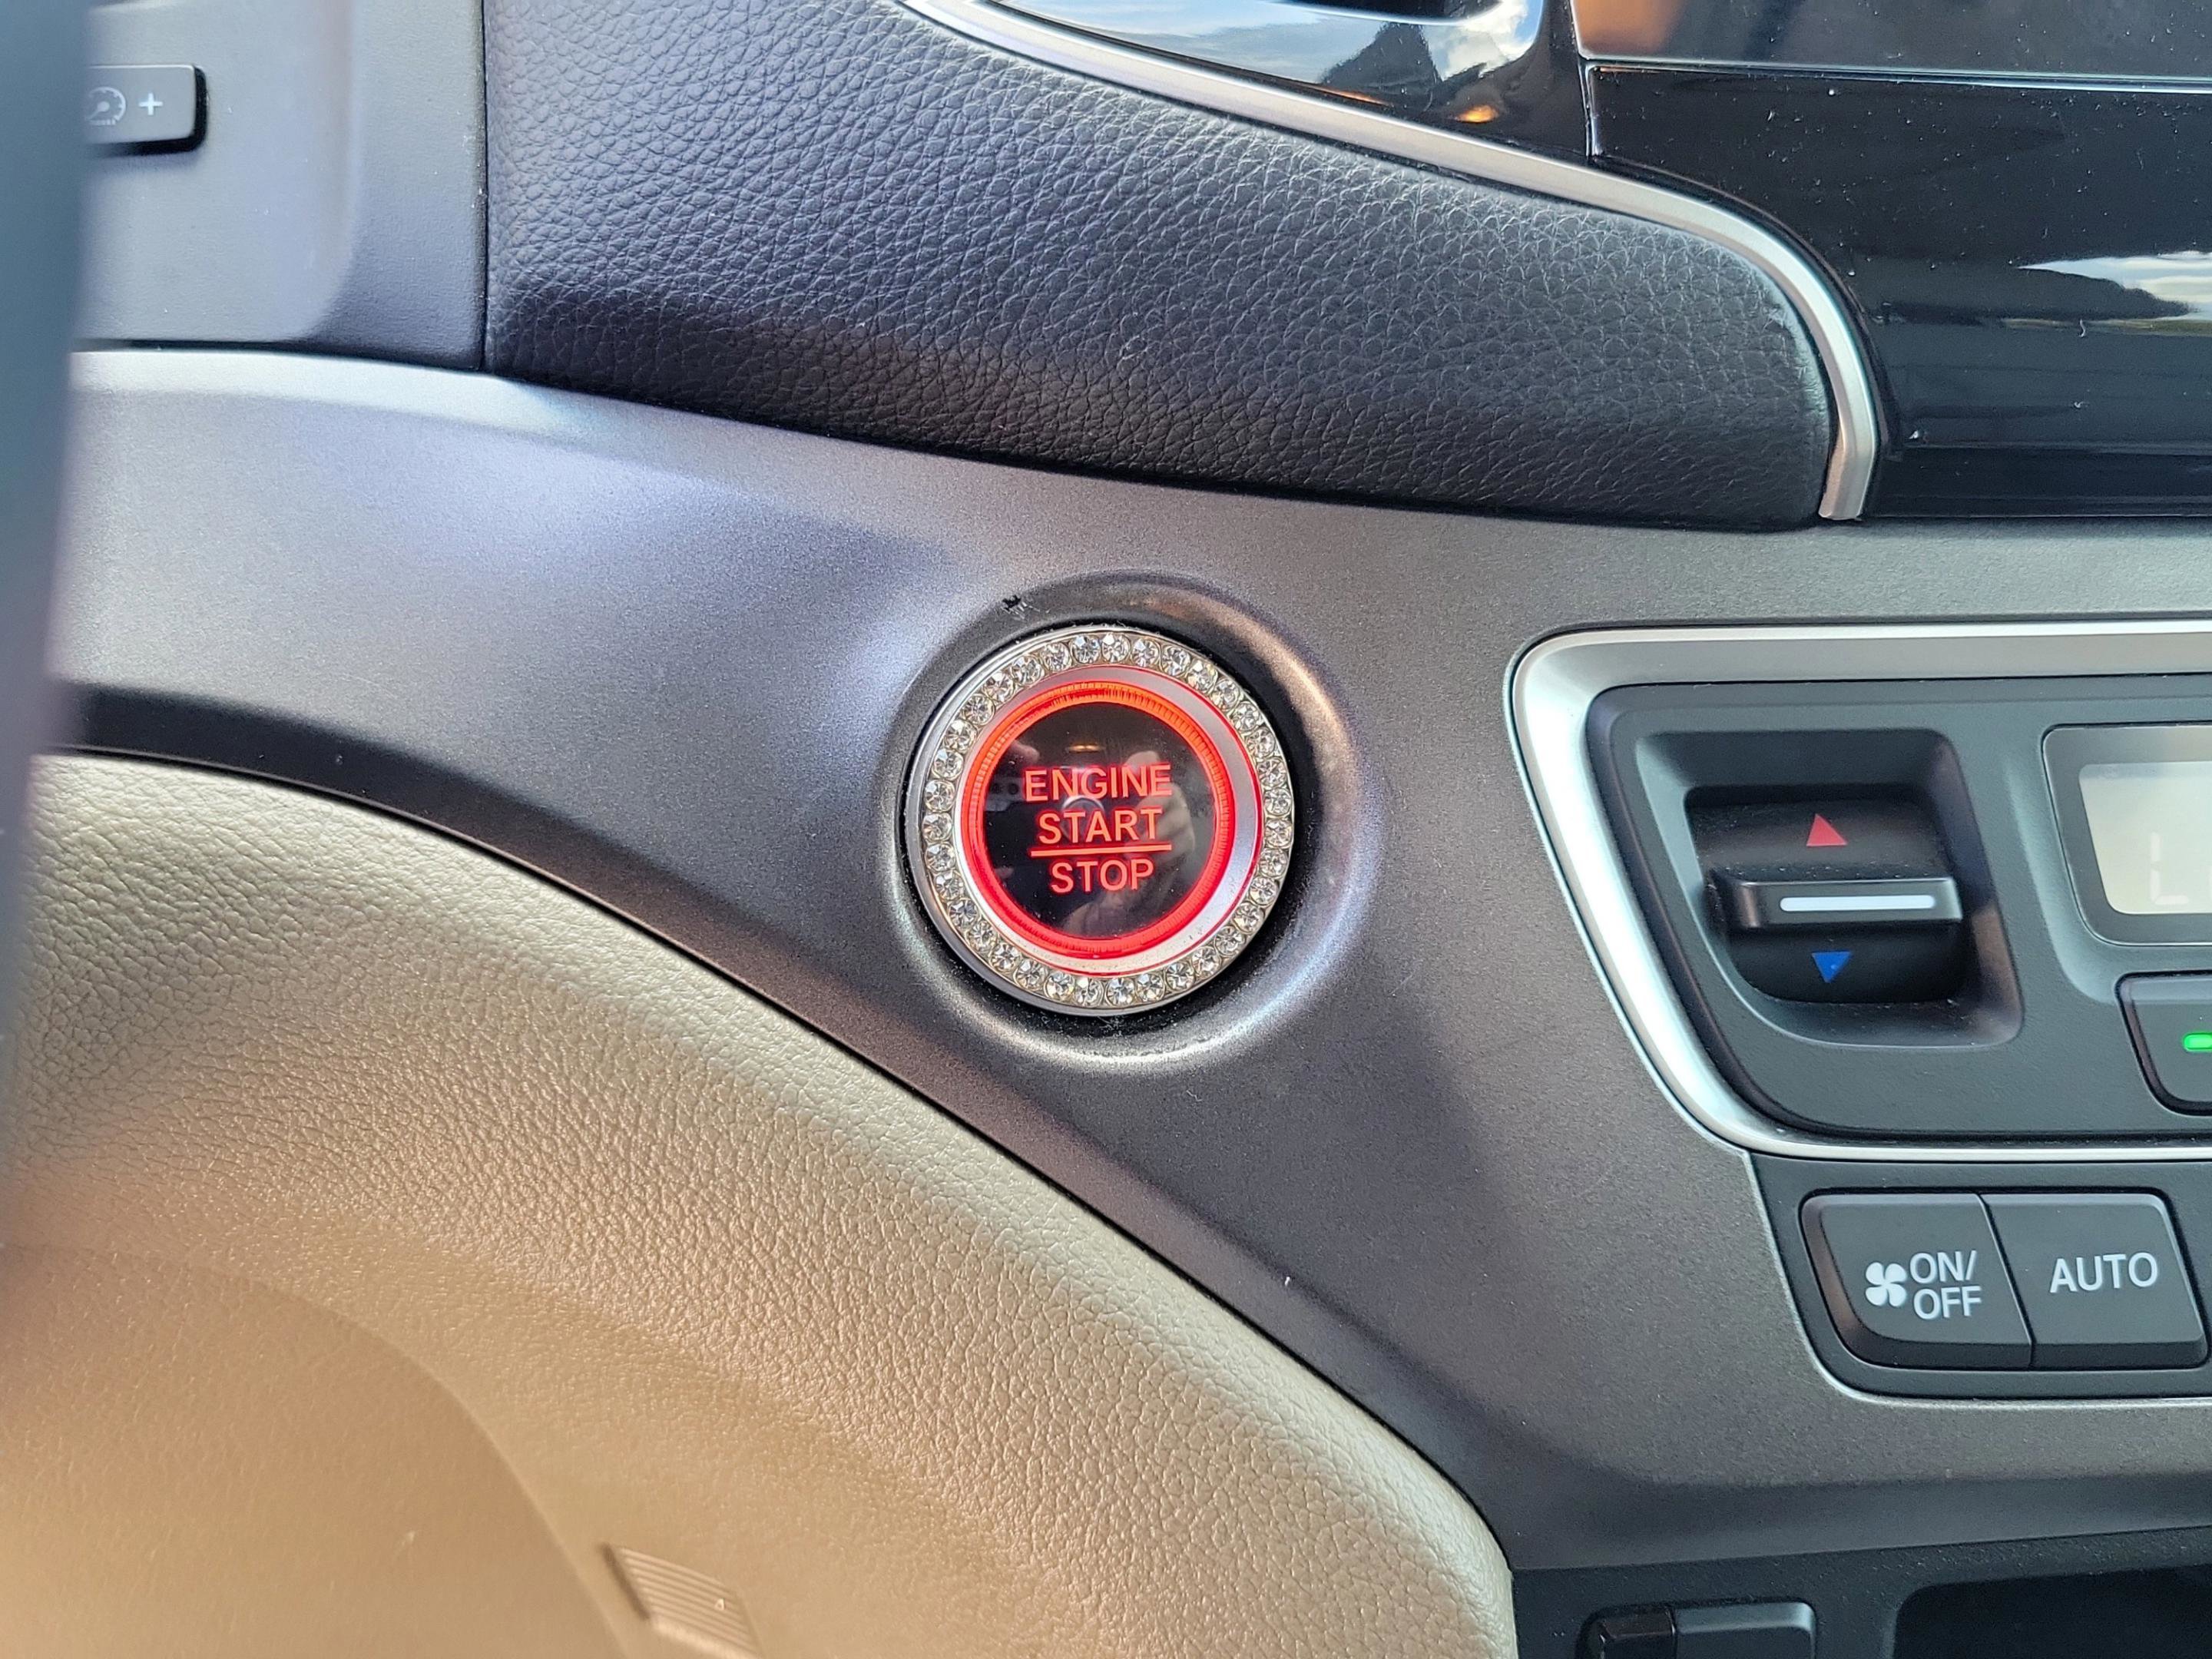 +
ENGINE
START
STOP
L
ON/
OFF
AUTO